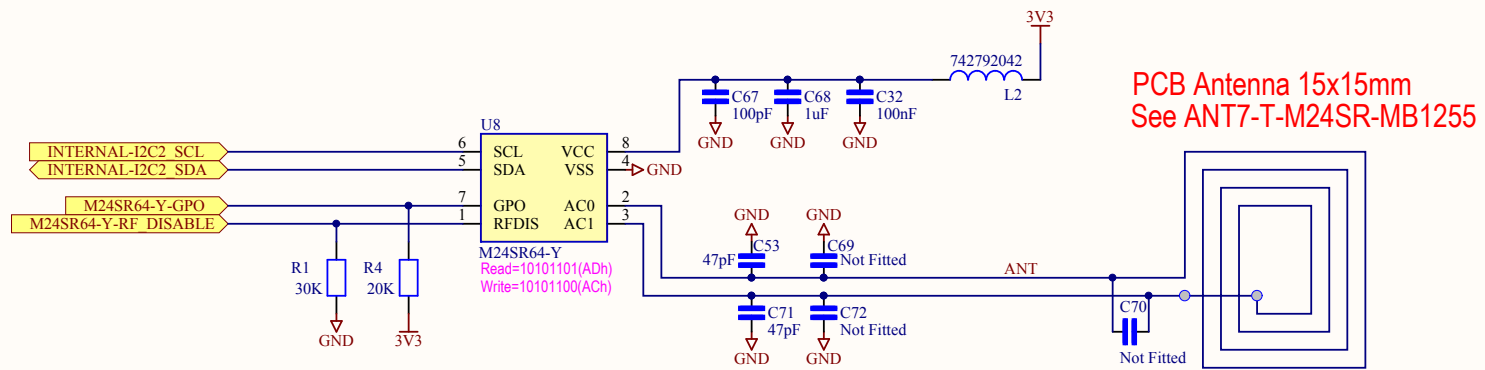 3V3
742792042
L2
PCB Antenna 15x15mm
See ANT7-T-M24SR-MB1255
C67
100pF
C68
1uF
C32
100nF
GND
GND
GND
U8
INTERNAL-I2C2_SCL
6
SCL
VCC
8
INTERNAL-I2C2_SDA
5
SDA
VSS
4
GND
M24SR64-Y-GPO
7
GPO
AC0
2
M24SR64-Y-RF_DISABLE
1
RFDIS
AC1
3
M24SR64-Y
Read=10101101(ADh)
Write=10101100(ACh)
GND
GND
C53
47pF
C69
Not Fitted
ANT
R1
30K
R4
20K
GND
3V3
C71
47pF
C72
Not Fitted
GND
GND
C70
Not Fitted